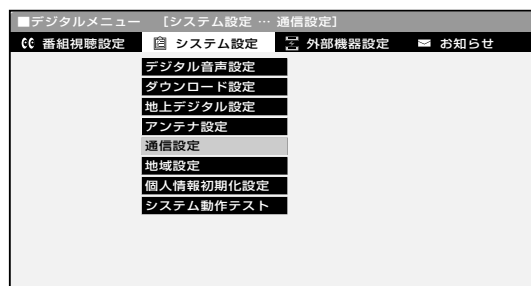 ■デジタルメニュー [システム設定 … 通信設定]
番組視聴設定 システム設定 外部機器設定 お知らせ
デジタル音声設定
ダウンロード設定
地上デジタル設定
アンテナ設定
通信設定
地域設定
個人情報初期化設定
システム動作テスト